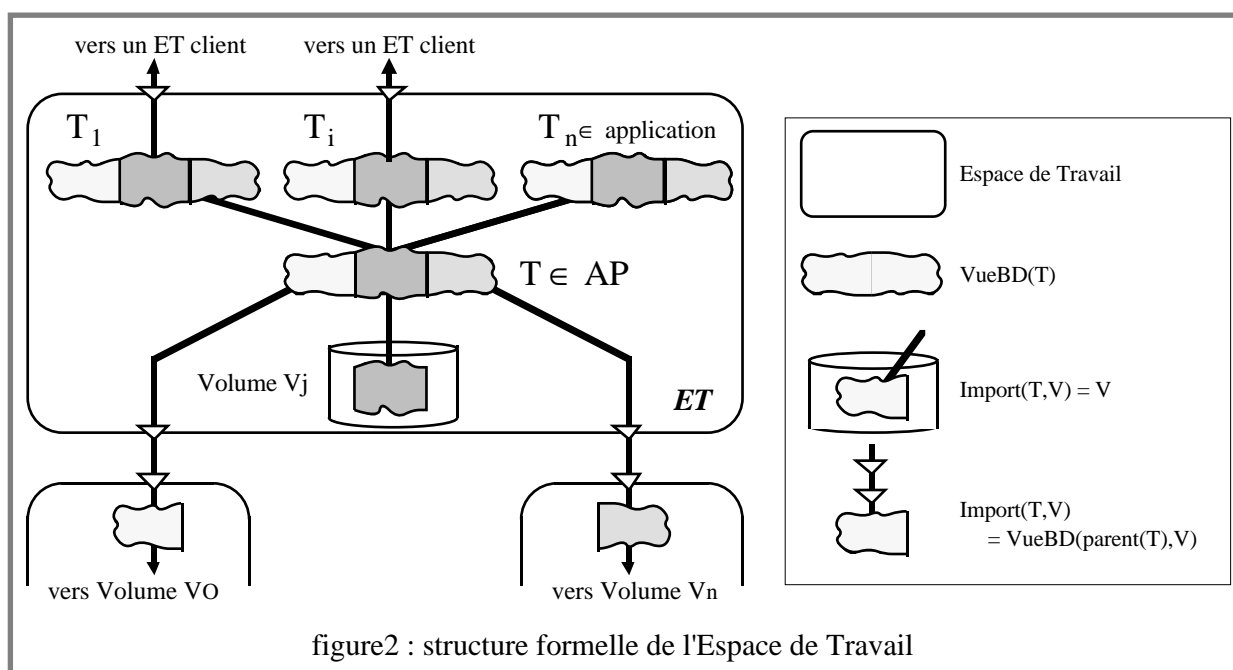 vers un ET client
vers un ET client
T1
Ti
Tn∈ application
T ∈ AP
Volume Vj
ET
vers Volume VO
vers Volume Vn
Espace de Travail
VueBD(T)
Import(T,V) = V
Import(T,V)
= VueBD(parent(T),V)
figure2 : structure formelle de l'Espace de Travail